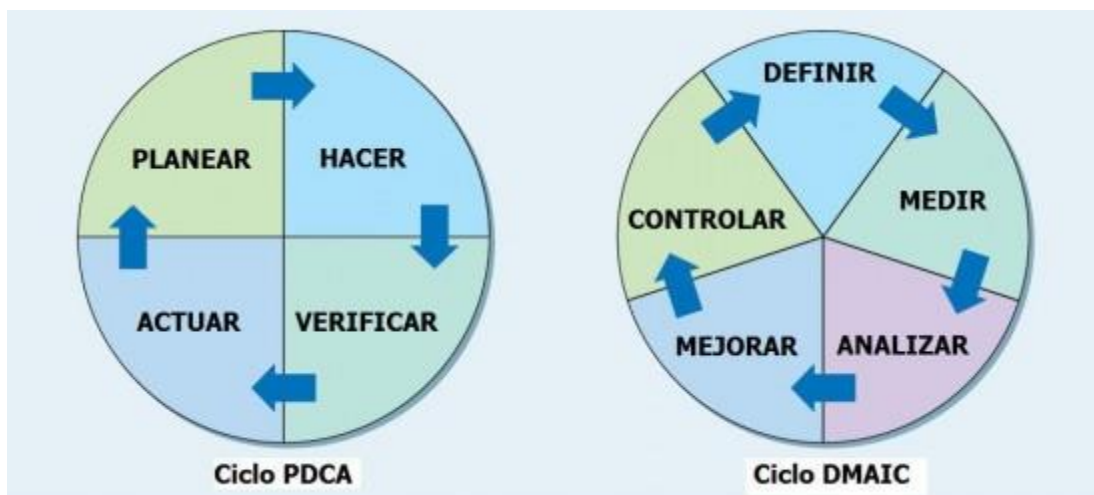 PLANEAR
HACER
VERIFICAR
ACTUAR
Ciclo PDCA
DEFINIR
MEDIR
ANALIZAR
MEJORAR
CONTROLAR
Ciclo DMAIC